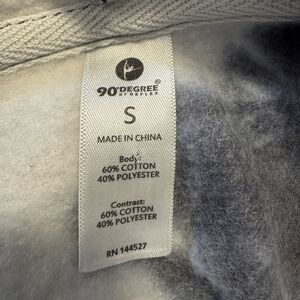 90°DEGREE®
BY REFLEX
S
MADE IN CHINA
Body:
60% COTTON
40% POLYESTER
Contrast:
60% COTTON
40% POLYESTER
RN 144527